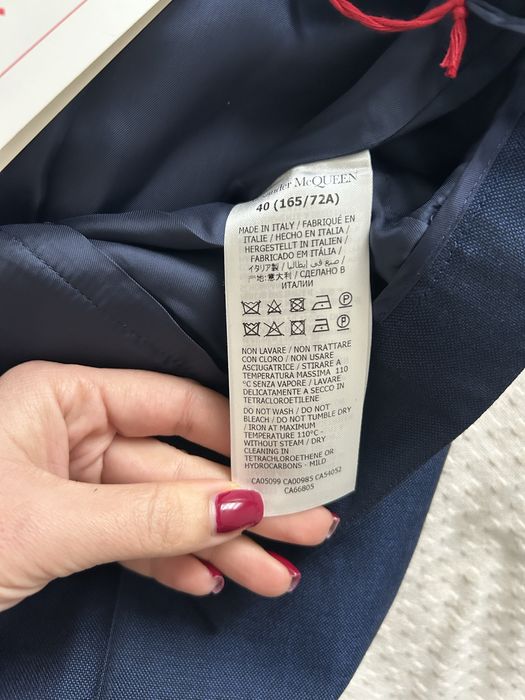 McQUEEN
40 (165/72A)
MADE IN ITALY / FABRIQUÉ EN
ITALIE / HECHO EN ITALIA /
HERGESTELLT IN ITALIEN /
FABRICADO EM ITÁLIA /
イタリア製 / صنع في إيطاليا /
产地:意大利 / СДЕЛАНО В
ИТАЛИИ
NON LAVARE / NON TRATTARE
CON CLORO / NON USARE
ASCIUGATRICE / STIRARE A
TEMPERATURA MASSIMA 110
°C SENZA VAPORE / LAVARE
DELICATAMENTE A SECCO IN
TETRACLOROETILENE
DO NOT WASH / DO NOT
BLEACH / DO NOT TUMBLE DRY
/ IRON AT MAXIMUM
TEMPERATURE 110°C -
WITHOUT STEAM / DRY
CLEANING IN
TETRACHLOROETHENE OR
HYDROCARBONS - MILD
CA05099 CA00985 CA54052
CA66805